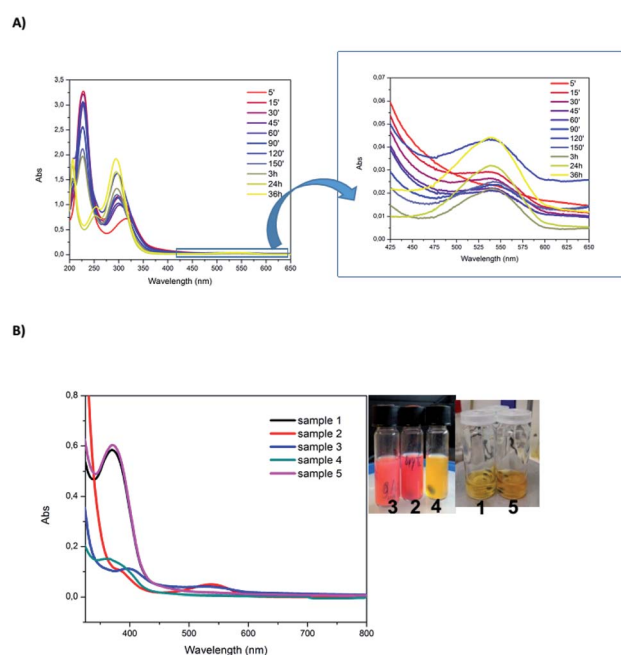 A)
3,5
3,0
2,5
2,0
1,5
1,0
0,5
0,0
Abs
200 250 300 350 400 450 500 550 600 650
Wavelength (nm)
5'
15'
30'
45'
60'
90'
120'
150'
3h
24h
36h
0,07
0,06
0,05
0,04
0,03
0,02
0,01
0,00
Abs
425 450 475 500 525 550 575 600 625 650
Wavelength (nm)
5'
15'
30'
45'
60'
90'
120'
150'
3h
24h
36h
B)
0,8
0,6
0,4
0,2
0,0
Abs
400 500 600 700 800
Wavelength (nm)
sample 1
sample 2
sample 3
sample 4
sample 5
3 2 4
1 5